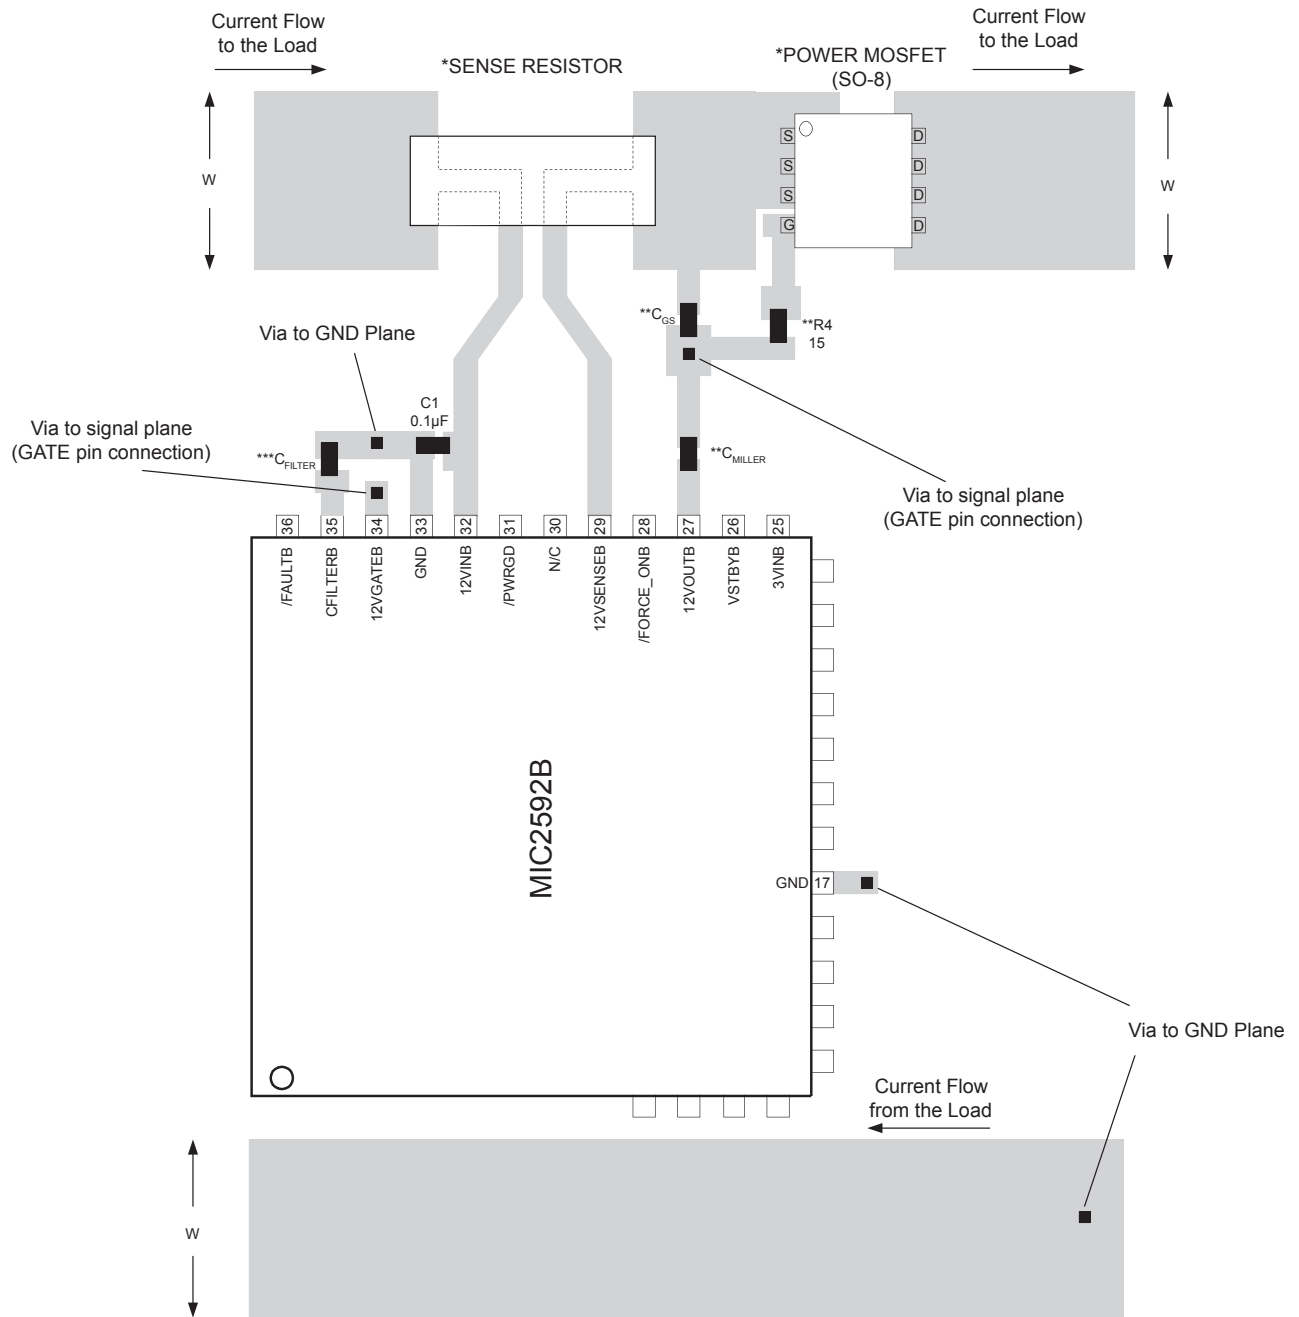 Current Flow
to the Load
*SENSE RESISTOR
*POWER MOSFET
(SO-8)
Current Flow
to the Load
W
S
S
S
G
D
D
D
D
W
**C_GS
**R4
15
Via to GND Plane
C1
0.1µF
Via to signal plane
(GATE pin connection)
***C_FILTER
**C_MILLER
Via to signal plane
(GATE pin connection)
36
35
34
33
32
31
30
29
28
27
26
25
/FAULTB
CFILTERB
12VGATEB
GND
12VINB
/PWRGD
N/C
12VSENSEB
/FORCE_ONB
12VOUTB
VSTBYB
3VINB
MIC2592B
GND 17
Via to GND Plane
Current Flow
from the Load
W